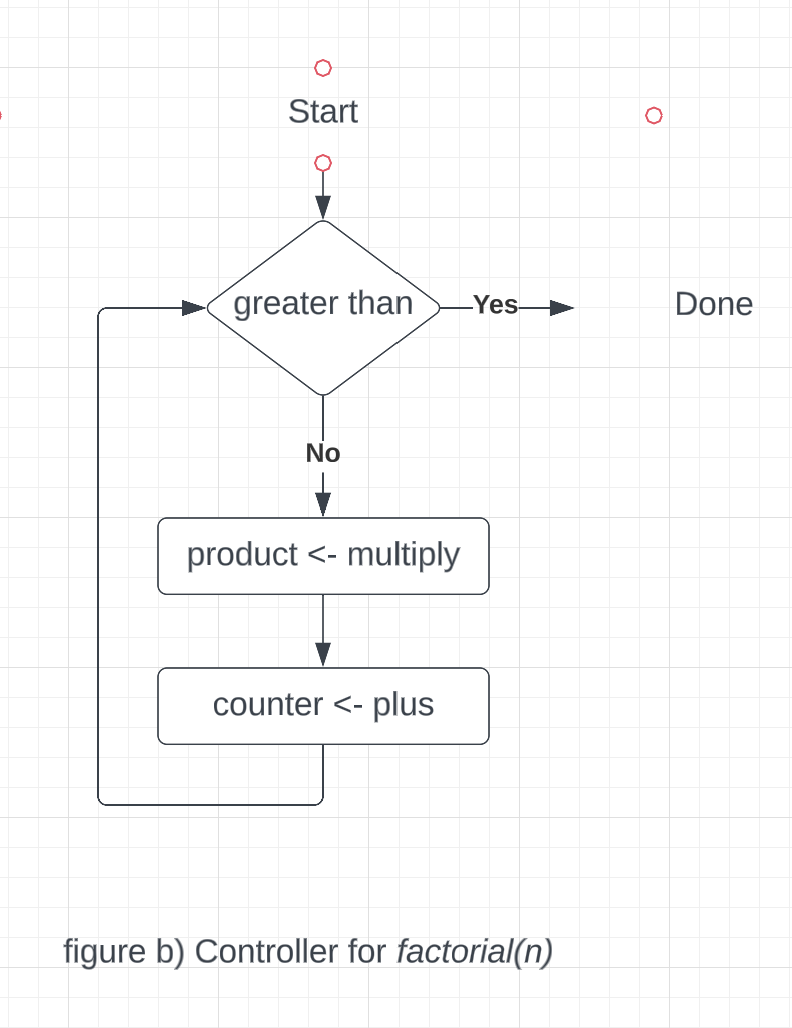 Start
greater than
Yes
Done
No
product <- multiply
counter <- plus
figure b) Controller for factorial(n)